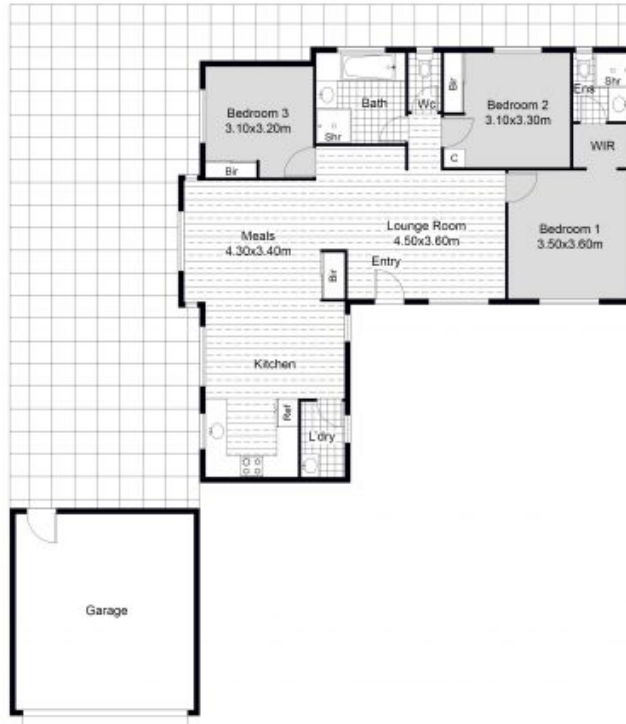 Bedroom 3
3.10x3.20m
Bir
Bath
Shr
Wc
Bir
Bedroom 2
3.10x3.30m
C
Ens
Shr
WIR
Bedroom 1
3.50x3.60m
Lounge Room
4.50x3.60m
Meals
4.30x3.40m
Bir
Entry
Kitchen
Ref
L'dry
Garage